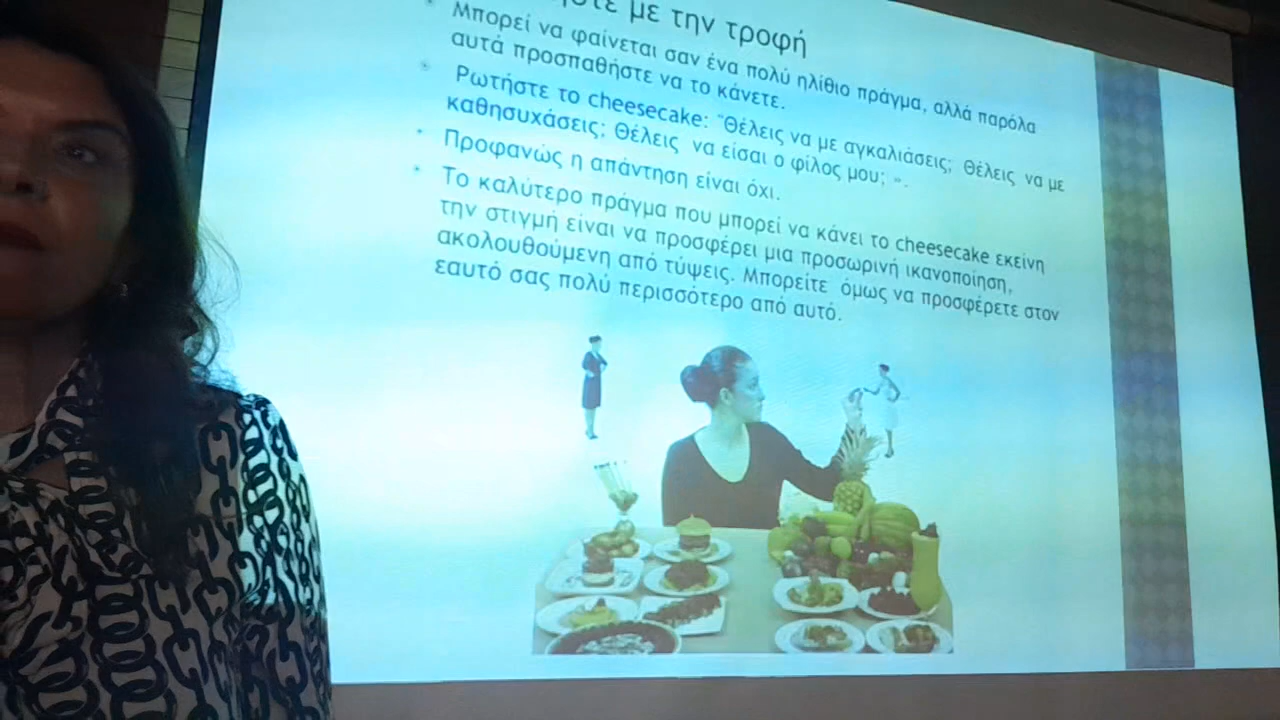 με την τροφή
Μπορεί να φαίνεται σαν ένα πολύ ηλίθιο πράγμα, αλλά παρόλα
αυτά προσπαθήστε να το κάνετε.
Ρωτήστε το cheesecake: ¨Θέλεις να με αγκαλιάσεις; Θέλεις να με
καθησυχάσεις; Θέλεις να είσαι ο φίλος μου; ».
Προφανώς η απάντηση είναι όχι.
Το καλύτερο πράγμα που μπορεί να κάνει το cheesecake εκείνη
την στιγμή είναι να προσφέρει μια προσωρινή ικανοποίηση,
ακολουθούμενη από τύψεις. Μπορείτε όμως να προσφέρετε στον
εαυτό σας πολύ περισσότερο από αυτό.